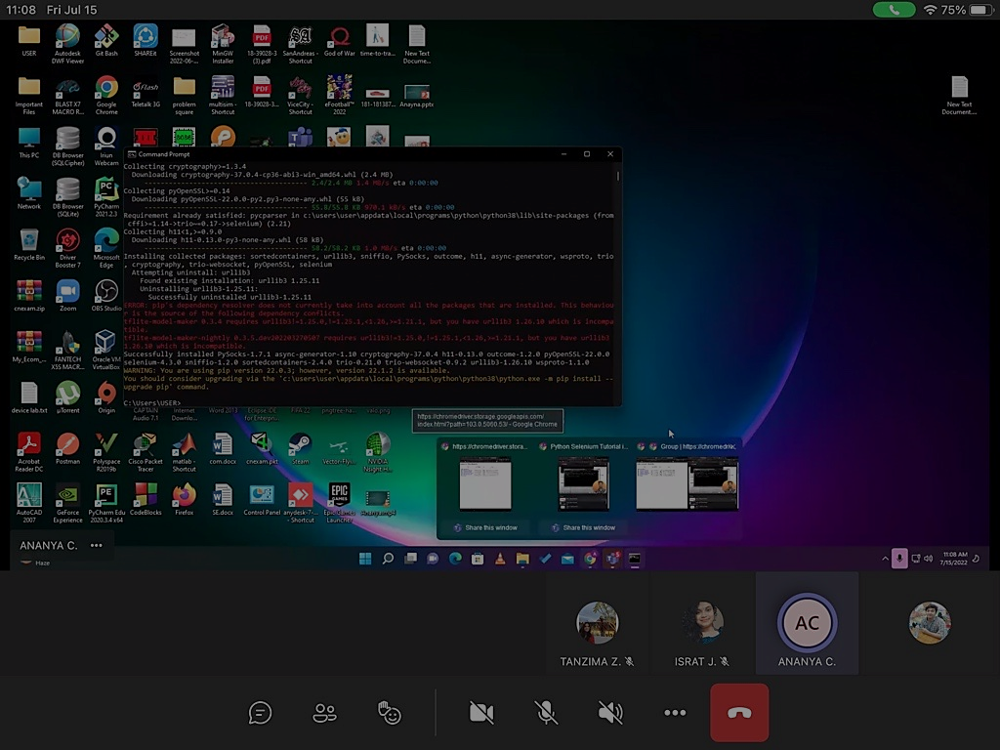 11:08 Fri Jul 15
75%
USER
Autodesk DWF Viewer
Git Bash
SHAREit
Screenshot 2022-06-...
MinGW Installer
18-39028-3 (3).pdf
SanAndreas - Shortcut
God of War
time-to-tra...
New Text Docume...
Important Files
BLAST X7 MACRO R...
Google Chrome
Teletalk 3G
problem square
multisim - Shortcut
18-39028-3...
ViceCity - Shortcut
eFootball™ 2022
181-181387...
Anayna.pptx
New Text Document....
This PC
DB Browser (SQLCipher)
Iriun Webcam
Network
DB Browser (SQLite)
PyCharm 2021.2.3
Recycle Bin
Driver Booster 7
Microsoft Edge
cnexam.zip
Zoom
OBS Studio
My_Ecom_...
FANTECH X5S MACR...
Oracle VM VirtualBox
device lab.txt
µTorrent
Origin
CAPTAIN
Internet
Word 2013
Eclipse IDE
FIFA 22
pngtree-ha...
vaio.png
Command Prompt
Collecting cryptography>=1.3.4
Downloading cryptography-37.0.4-cp36-abi3-win_amd64.whl (2.4 MB)
---------------------------------------- 2.4/2.4 MB 1.4 MB/s eta 0:00:00
Collecting pyOpenSSL>=0.14
Downloading pyOpenSSL-22.0.0-py2.py3-none-any.whl (55 kB)
---------------------------------------- 55.8/55.8 KB 970.1 kB/s eta 0:00:00
Requirement already satisfied: pycparser in c:\users\user\appdata\local\programs\python\python38\lib\site-packages (from
cffi>=1.14->trio~=0.17->selenium) (2.21)
Collecting h11<1,>=0.9.0
Downloading h11-0.13.0-py3-none-any.whl (58 kB)
---------------------------------------- 58.2/58.2 KB 1.0 MB/s eta 0:00:00
Installing collected packages: sortedcontainers, urllib3, sniffio, PySocks, outcome, h11, async-generator, wsproto, trio
, cryptography, trio-websocket, pyOpenSSL, selenium
Attempting uninstall: urllib3
Found existing installation: urllib3 1.25.11
Uninstalling urllib3-1.25.11:
Successfully uninstalled urllib3-1.25.11
ERROR: pip's dependency resolver does not currently take into account all the packages that are installed. This behaviou
r is the source of the following dependency conflicts.
tflite-model-maker 0.3.4 requires urllib3!=1.25.0,!=1.25.1,<1.26,>=1.21.1, but you have urllib3 1.26.10 which is incompa
tible.
tflite-model-maker-nightly 0.3.5.dev202203270507 requires urllib3!=1.25.0,!=1.25.1,<1.26,>=1.21.1, but you have urllib3
1.26.10 which is incompatible.
Successfully installed PySocks-1.7.1 async-generator-1.10 cryptography-37.0.4 h11-0.13.0 outcome-1.2.0 pyOpenSSL-22.0.0
selenium-4.3.0 sniffio-1.2.0 sortedcontainers-2.4.0 trio-0.21.0 trio-websocket-0.9.2 urllib3-1.26.10 wsproto-1.1.0
WARNING: You are using pip version 22.0.3; however, version 22.1.2 is available.
You should consider upgrading via the 'c:\users\user\appdata\local\programs\python\python38\python.exe -m pip install --
upgrade pip' command.
C:\Users\USER>
https://chromedriver.storage.googleapis.com/
index.html?path=103.0.5060.53/ - Google Chrome
https://chromedriver.stora...
Python Selenium Tutorial i...
Group | https://chromedriv...
Share this window
Share this window
Acrobat Reader DC
Postman
Polyspace R2019b
Cisco Packet Tracer
matlab - Shortcut
com.docx
cnexam.pkt
Steam
Vector-Flyi...
NVIDIA Nsight H...
AutoCAD 2007
GeForce Experience
PyCharm Edu 2020.3.4 x64
CodeBlocks
Firefox
SE.docx
Control Panel
anydesk-7-... - Shortcut
Epic Games Launcher
Ananya.mp4
ANANYA C. •••
Haze
11:08 AM
7/15/2022
AC
TANZIMA Z.
ISRAT J.
ANANYA C.